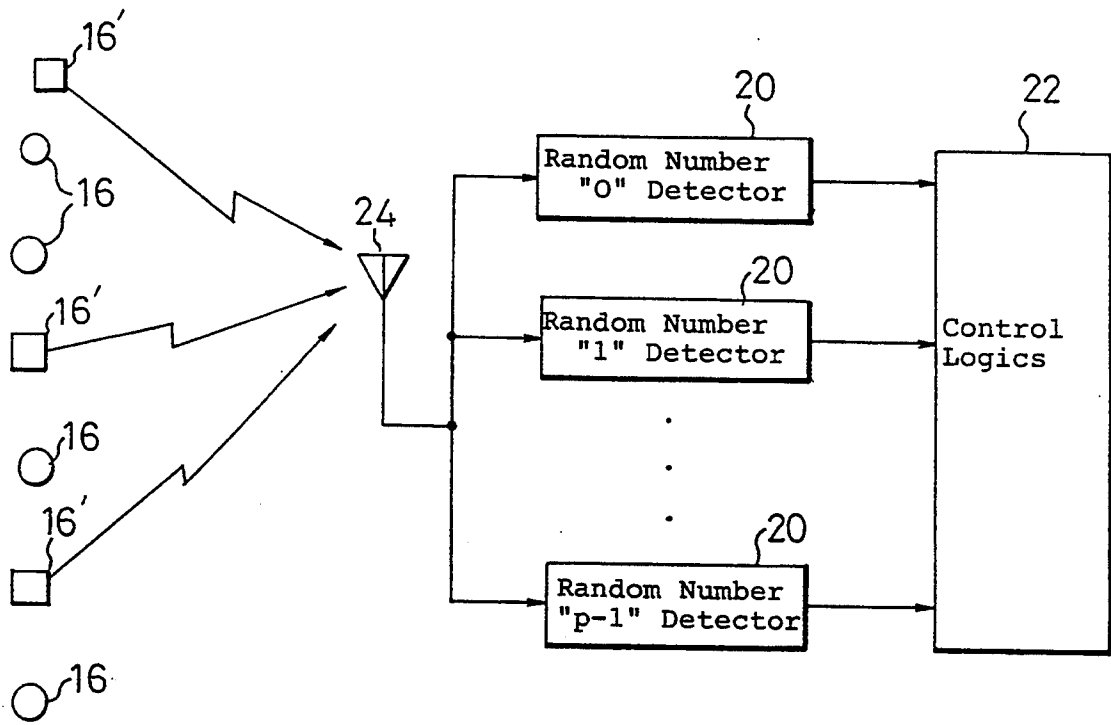 16'
16
24
16'
16
16'
16
20
Random Number
"0" Detector
20
Random Number
"1" Detector
20
Random Number
"p-1" Detector
22
Control
Logics